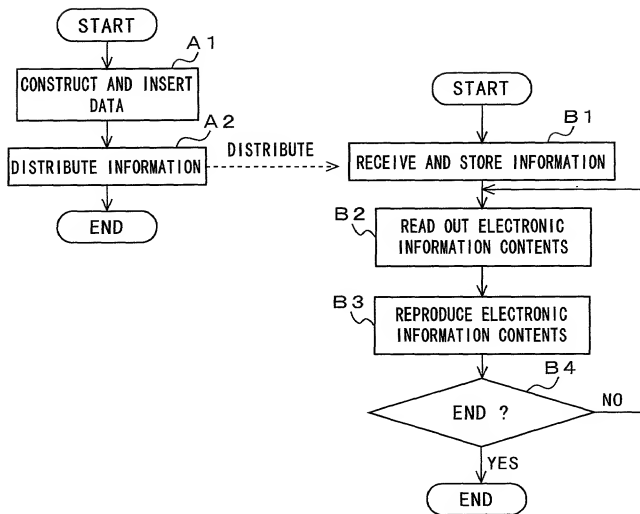 START
A1
CONSTRUCT AND INSERT
DATA
A2
DISTRIBUTE INFORMATION
DISTRIBUTE
END
START
B1
RECEIVE AND STORE INFORMATION
B2
READ OUT ELECTRONIC
INFORMATION CONTENTS
B3
REPRODUCE ELECTRONIC
INFORMATION CONTENTS
B4
END ?
NO
YES
END